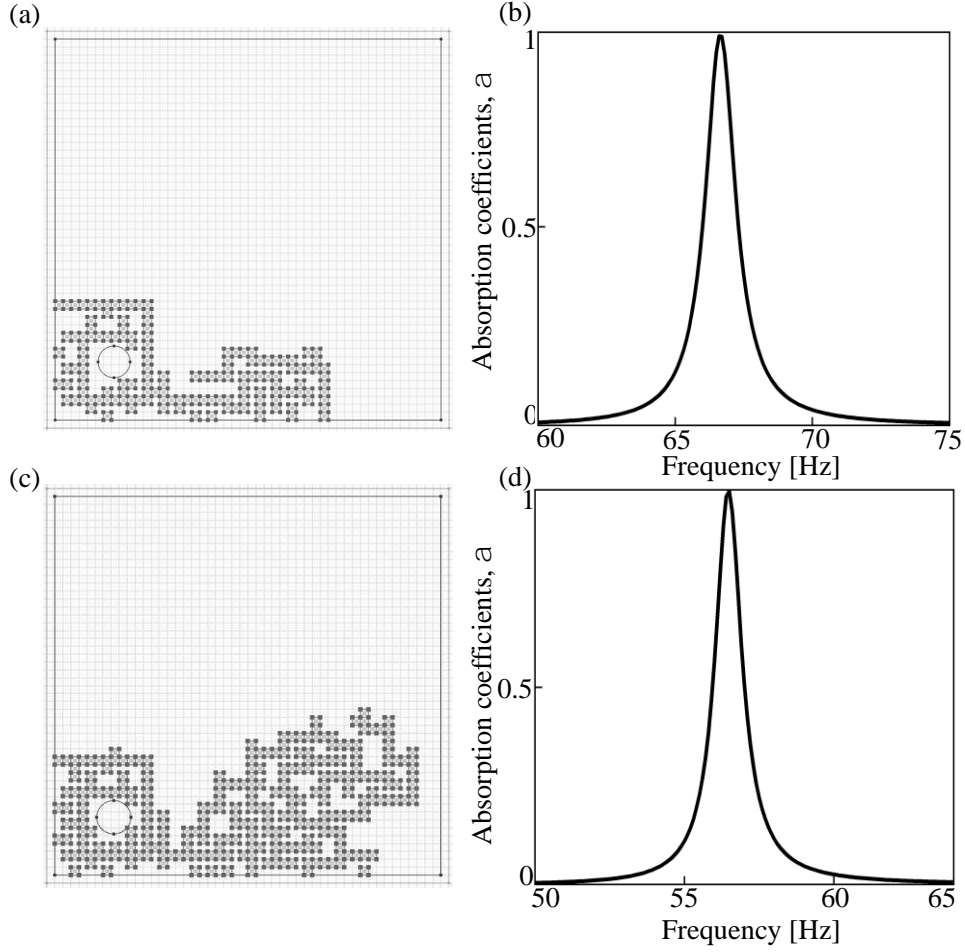 (a)
(b)
1
0.5
0
Absorption coefficients, a
60
65
70
75
Frequency [Hz]
(c)
(d)
1
0.5
0
Absorption coefficients, a
50
55
60
65
Frequency [Hz]